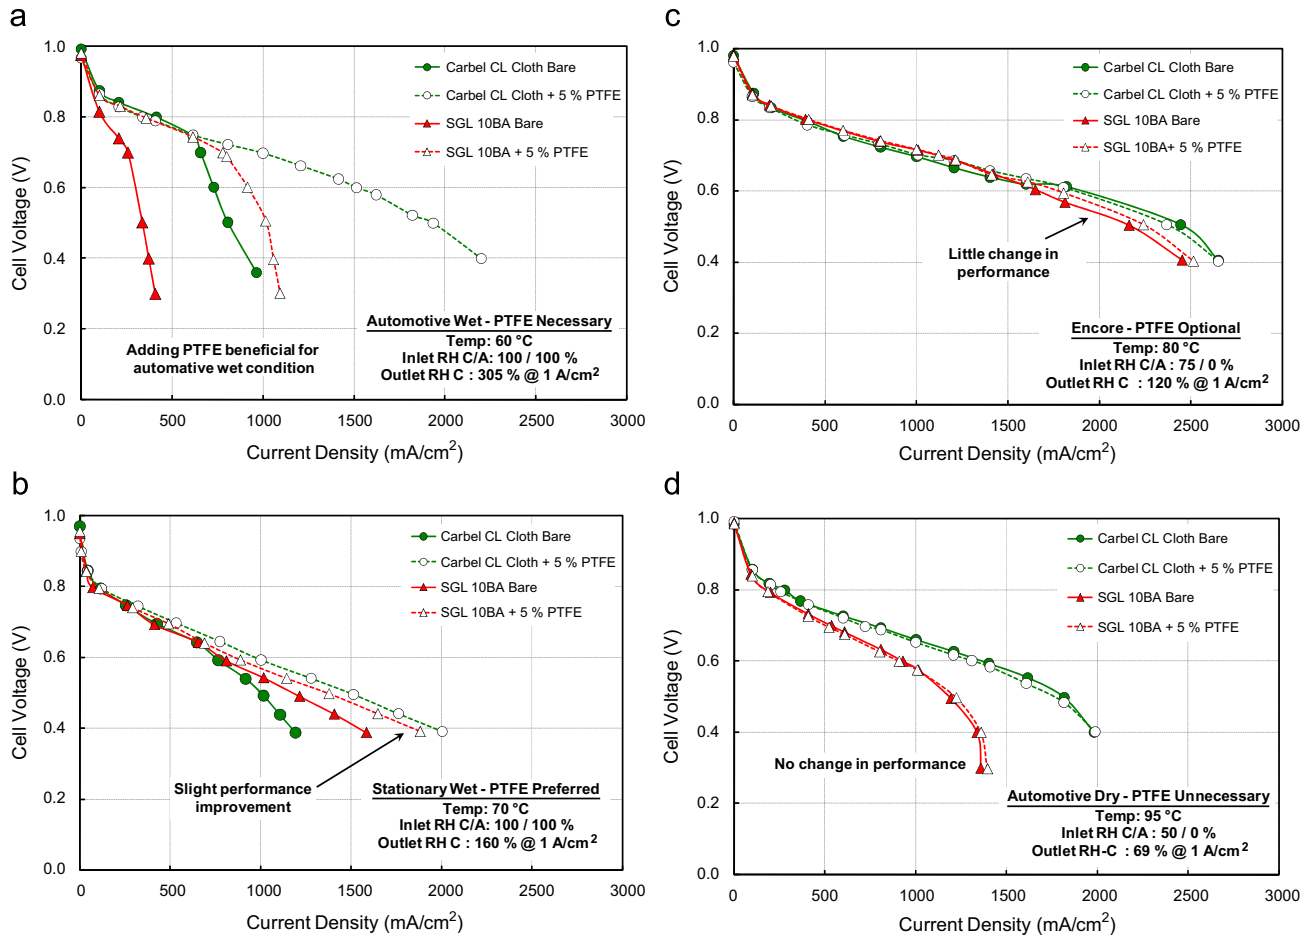 a
1.0
0.8
0.6
0.4
0.2
0.0
Cell Voltage (V)
Carbel CL Cloth Bare
Carbel CL Cloth + 5 % PTFE
SGL 10BA Bare
SGL 10BA + 5 % PTFE
Adding PTFE beneficial for
automative wet condition
Automotive Wet - PTFE Necessary
Temp: 60 °C
Inlet RH C/A: 100 / 100 %
Outlet RH C : 305 % @ 1 A/cm²
0 500 1000 1500 2000 2500 3000
Current Density (mA/cm²)
c
1.0
0.8
0.6
0.4
0.2
0.0
Cell Voltage (V)
Carbel CL Cloth Bare
Carbel CL Cloth + 5 % PTFE
SGL 10BA Bare
SGL 10BA+ 5 % PTFE
Little change in
performance
Encore - PTFE Optional
Temp: 80 °C
Inlet RH C/A : 75 / 0 %
Outlet RH C : 120 % @ 1 A/cm²
0 500 1000 1500 2000 2500 3000
Current Density (mA/cm²)
b
1.0
0.8
0.6
0.4
0.2
0.0
Cell Voltage (V)
Carbel CL Cloth Bare
Carbel CL Cloth + 5 % PTFE
SGL 10BA Bare
SGL 10BA + 5 % PTFE
Slight performance
improvement
Stationary Wet - PTFE Preferred
Temp: 70 °C
Inlet RH C/A: 100 / 100 %
Outlet RH C : 160 % @ 1 A/cm²
0 500 1000 1500 2000 2500 3000
Current Density (mA/cm²)
d
1.0
0.8
0.6
0.4
0.2
0.0
Cell Voltage (V)
Carbel CL Cloth Bare
Carbel CL Cloth + 5 % PTFE
SGL 10BA Bare
SGL 10BA + 5 % PTFE
No change in performance
Automotive Dry - PTFE Unnecessary
Temp: 95 °C
Inlet RH C/A : 50 / 0 %
Outlet RH-C : 69 % @ 1 A/cm²
0 500 1000 1500 2000 2500 3000
Current Density (mA/cm²)